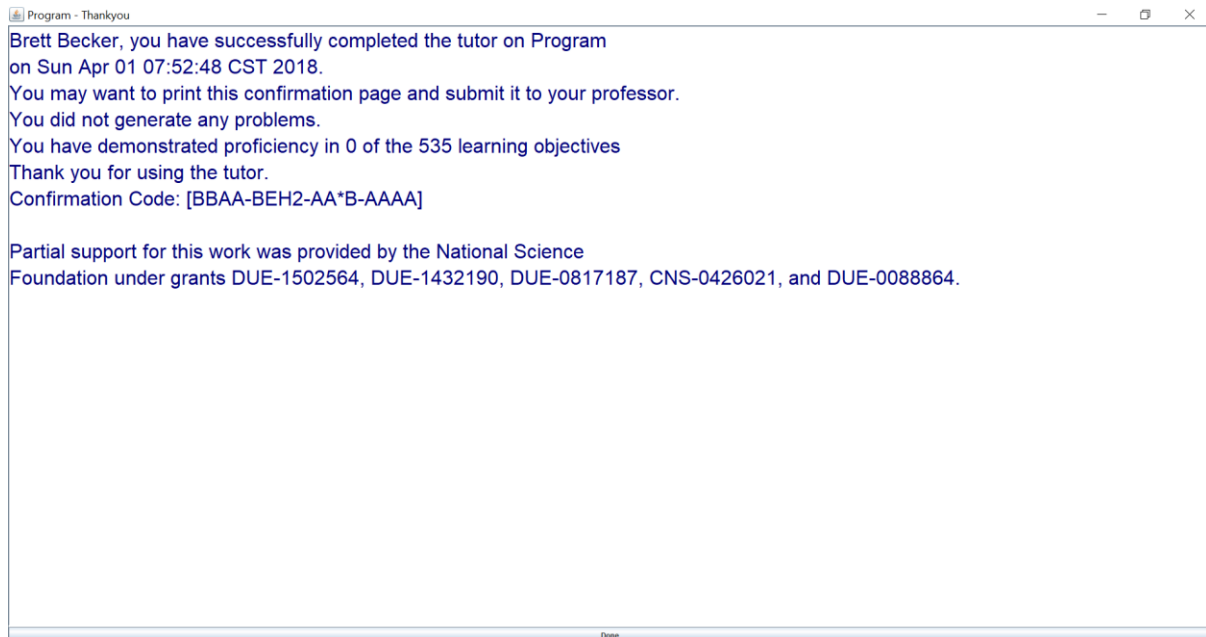 Program - Thankyou
Brett Becker, you have successfully completed the tutor on Program
on Sun Apr 01 07:52:48 CST 2018.
You may want to print this confirmation page and submit it to your professor.
You did not generate any problems.
You have demonstrated proficiency in 0 of the 535 learning objectives
Thank you for using the tutor.
Confirmation Code: [BBAA-BEH2-AA*B-AAAA]
Partial support for this work was provided by the National Science
Foundation under grants DUE-1502564, DUE-1432190, DUE-0817187, CNS-0426021, and DUE-0088864.
Done